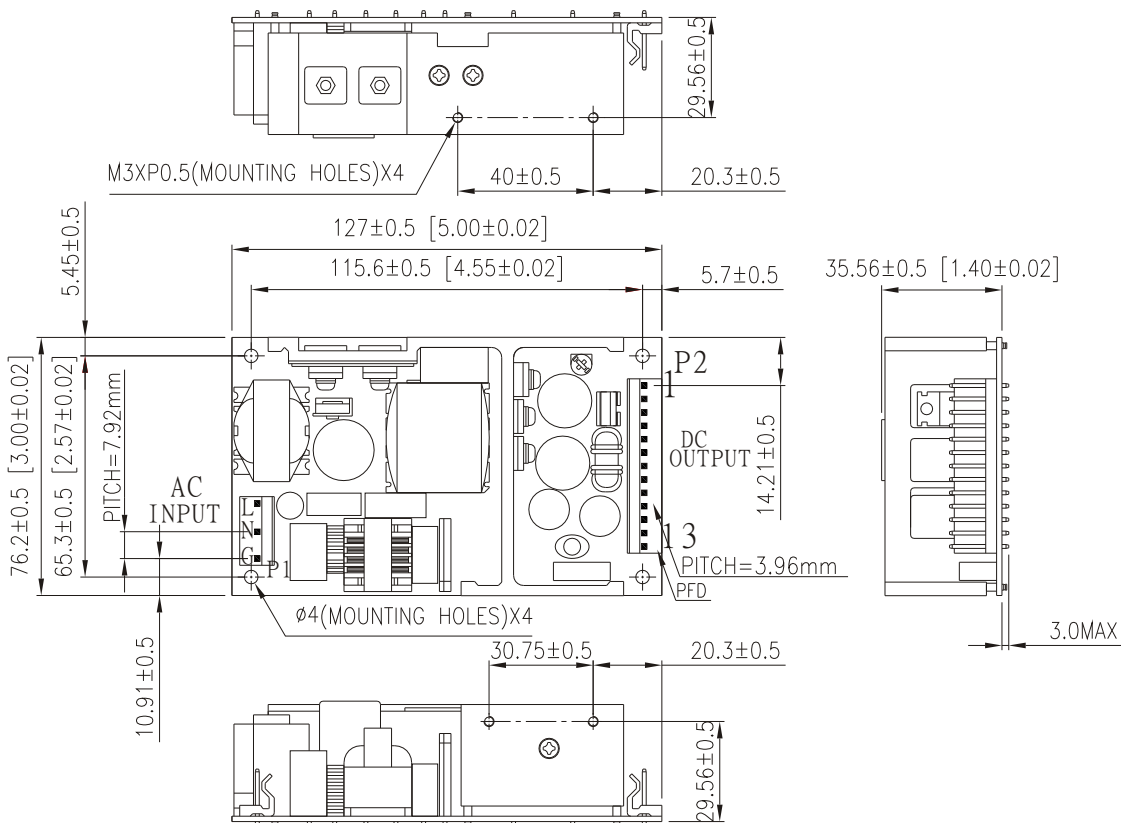 29.56±0.5
M3XP0.5(MOUNTING HOLES)X4
40±0.5
20.3±0.5
5.45±0.5
127±0.5 [5.00±0.02]
115.6±0.5 [4.55±0.02]
5.7±0.5
35.56±0.5 [1.40±0.02]
76.2±0.5 [3.00±0.02]
65.3±0.5 [2.57±0.02]
PITCH=7.92mm
AC
INPUT
L
N
G
P1
P2
1
DC
OUTPUT
13
14.21±0.5
PITCH=3.96mm
PFD
ø4(MOUNTING HOLES)X4
10.91±0.5
3.0MAX
30.75±0.5
20.3±0.5
29.56±0.5